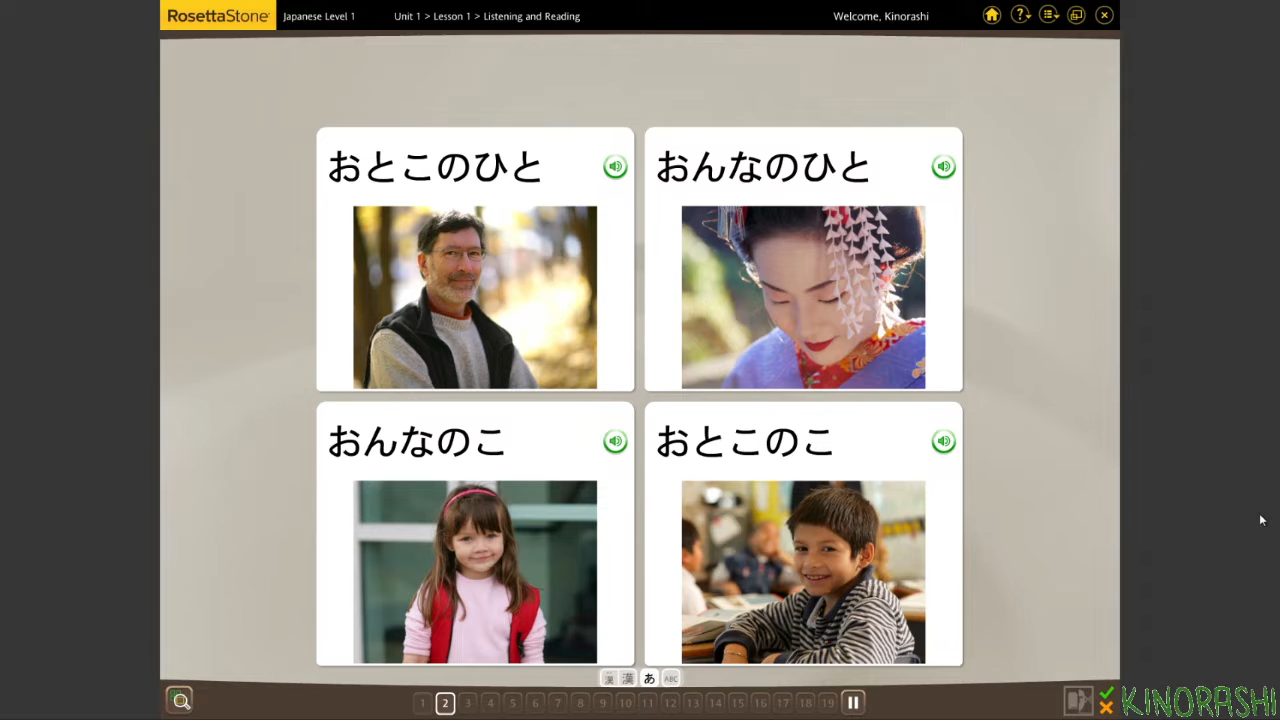 RosettaStone Japanese Level 1 Unit 1 > Lesson 1 > Listening and Reading Welcome, Kinorashi ?
おとこのひと
おんなのひと
おんなのこ
おとこのこ
漢 漢 あ ABC
1 2 3 4 5 6 7 8 9 10 11 12 13 14 15 16 17 18 19
KINORASHI